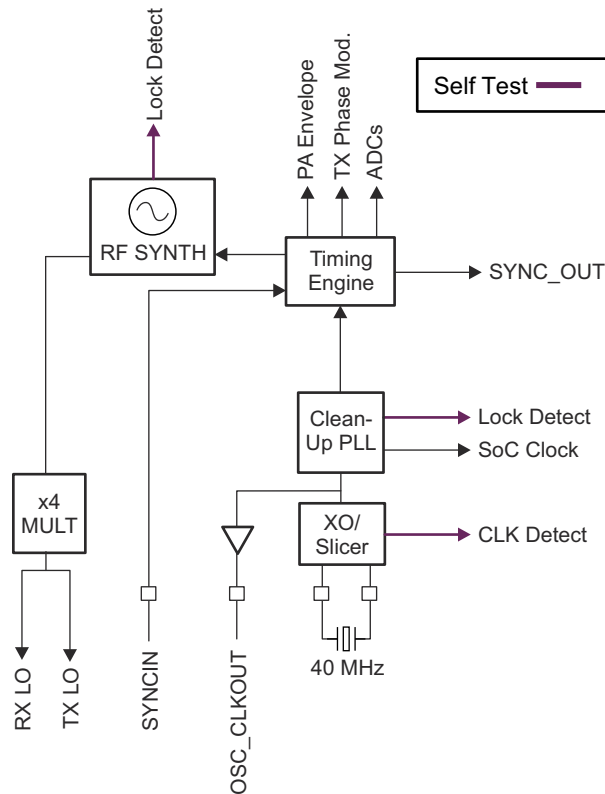 Lock Detect
PA Envelope
TX Phase Mod.
ADCs
Self Test
RF SYNTH
Timing
Engine
SYNC_OUT
Clean-
Up PLL
Lock Detect
SoC Clock
x4
MULT
XO/
Slicer
CLK Detect
40 MHz
RX LO
TX LO
SYNCIN
OSC_CLKOUT